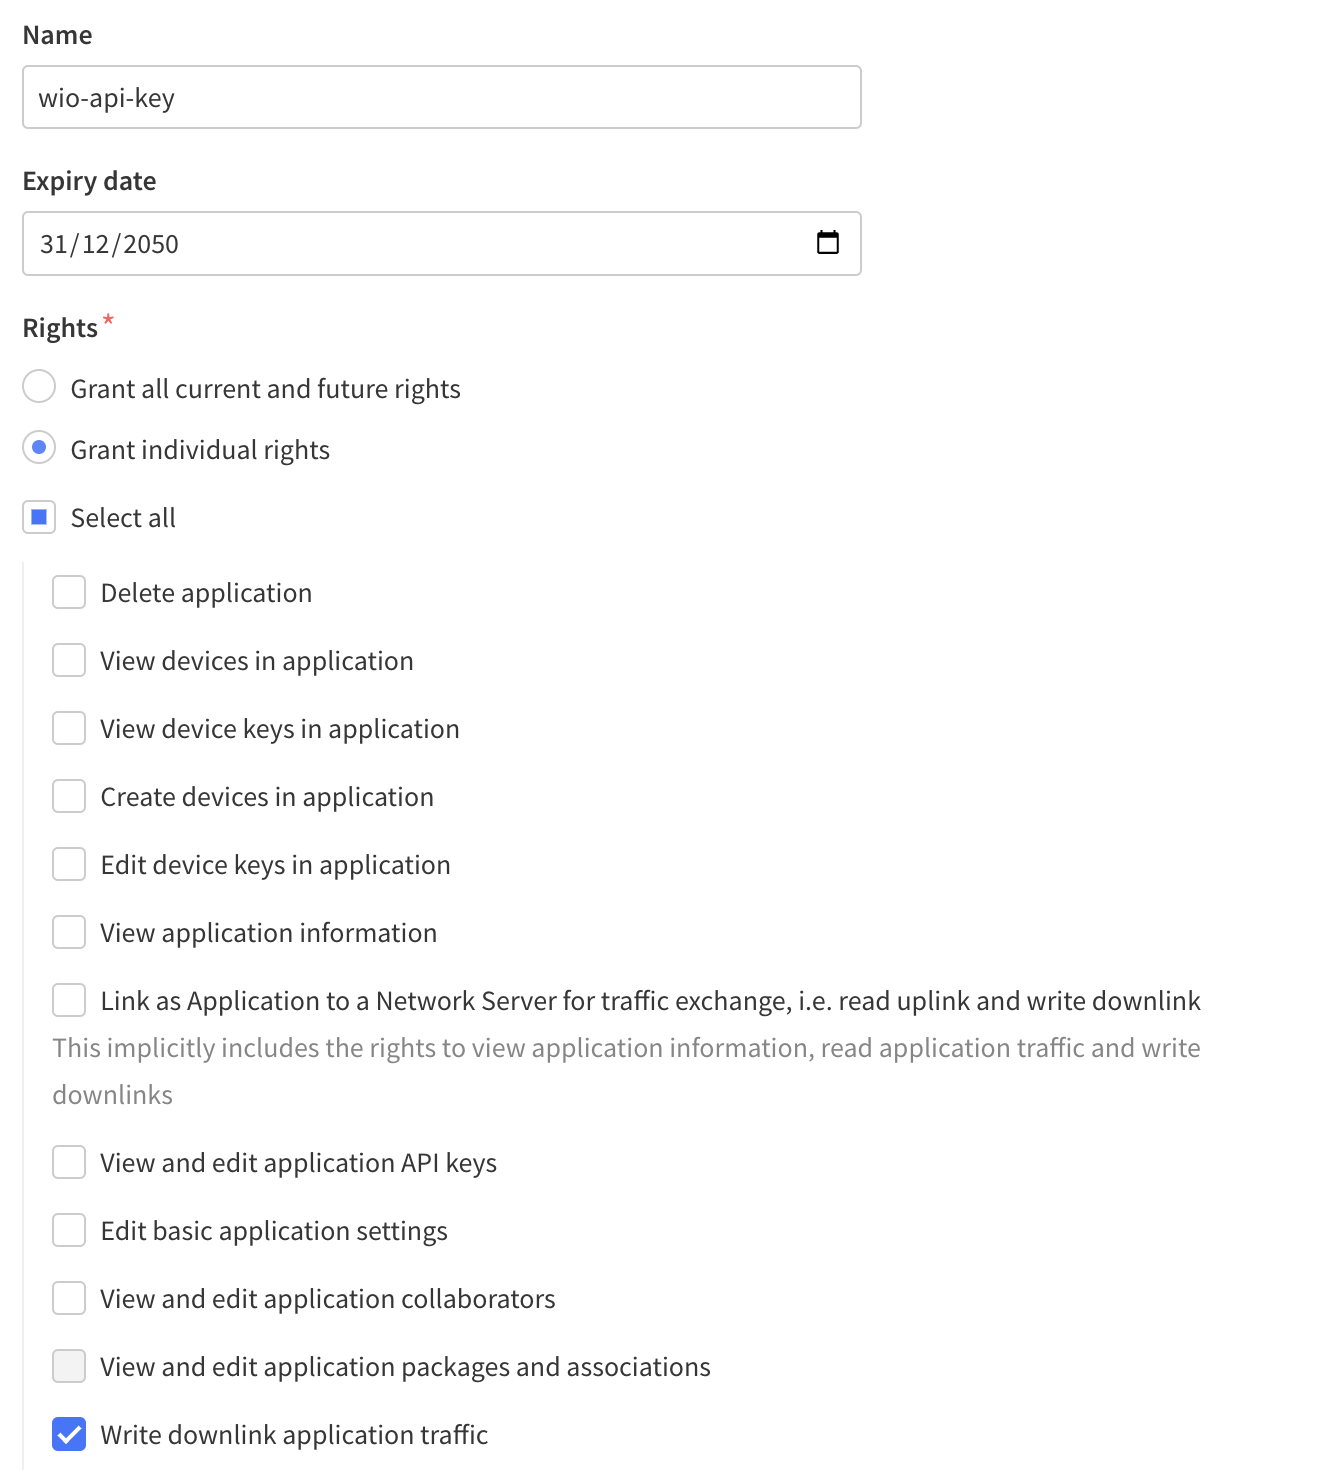 Name
wio-api-key
Expiry date
31/12/2050
Rights*
Grant all current and future rights
Grant individual rights
Select all
Delete application
View devices in application
View device keys in application
Create devices in application
Edit device keys in application
View application information
Link as Application to a Network Server for traffic exchange, i.e. read uplink and write downlink
This implicitly includes the rights to view application information, read application traffic and write
downlinks
View and edit application API keys
Edit basic application settings
View and edit application collaborators
View and edit application packages and associations
Write downlink application traffic